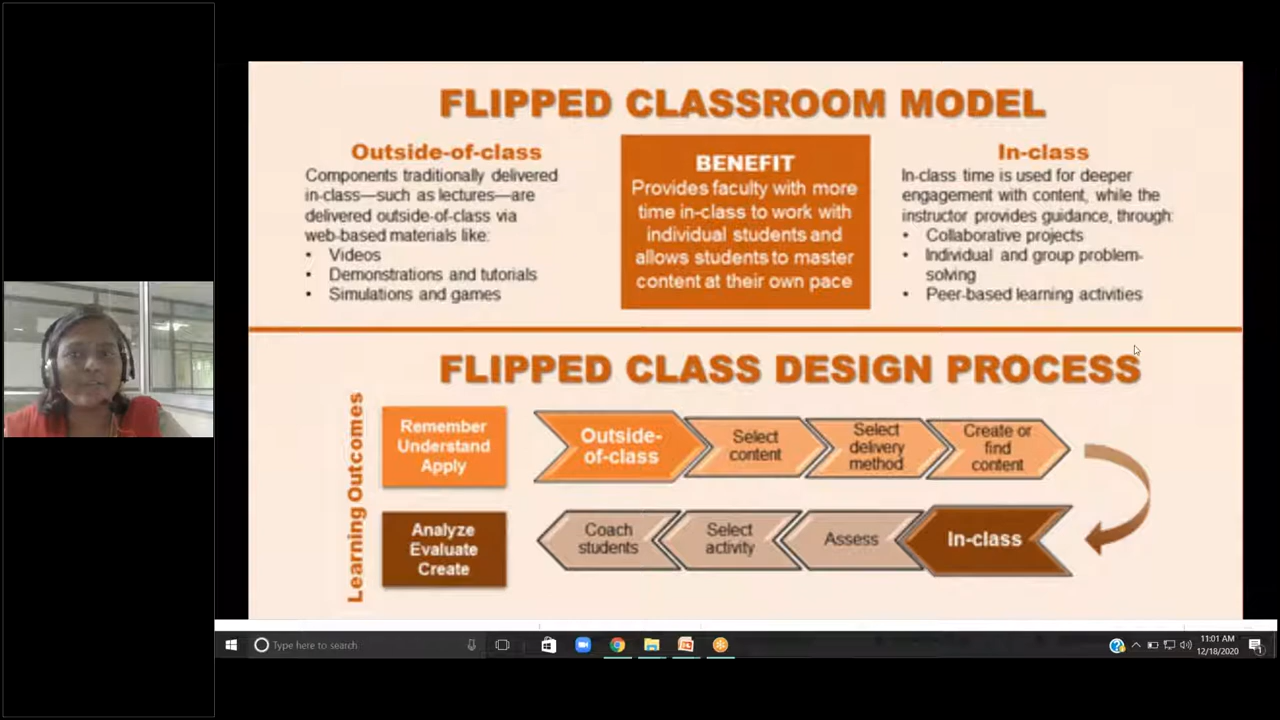 FLIPPED CLASSROOM MODEL
Outside-of-class
Components traditionally delivered
in-class—such as lectures—are
delivered outside-of-class via
web-based materials like:
• Videos
• Demonstrations and tutorials
• Simulations and games
BENEFIT
Provides faculty with more
time in-class to work with
individual students and
allows students to master
content at their own pace
In-class
In-class time is used for deeper
engagement with content, while the
instructor provides guidance, through:
• Collaborative projects
• Individual and group problem-
solving
• Peer-based learning activities
FLIPPED CLASS DESIGN PROCESS
Learning Outcomes
Remember
Understand
Apply
Outside-
of-class
Select
content
Select
delivery
method
Create or
find
content
Analyze
Evaluate
Create
Coach
students
Select
activity
Assess
In-class
Type here to search
11:01 AM
12/18/2020